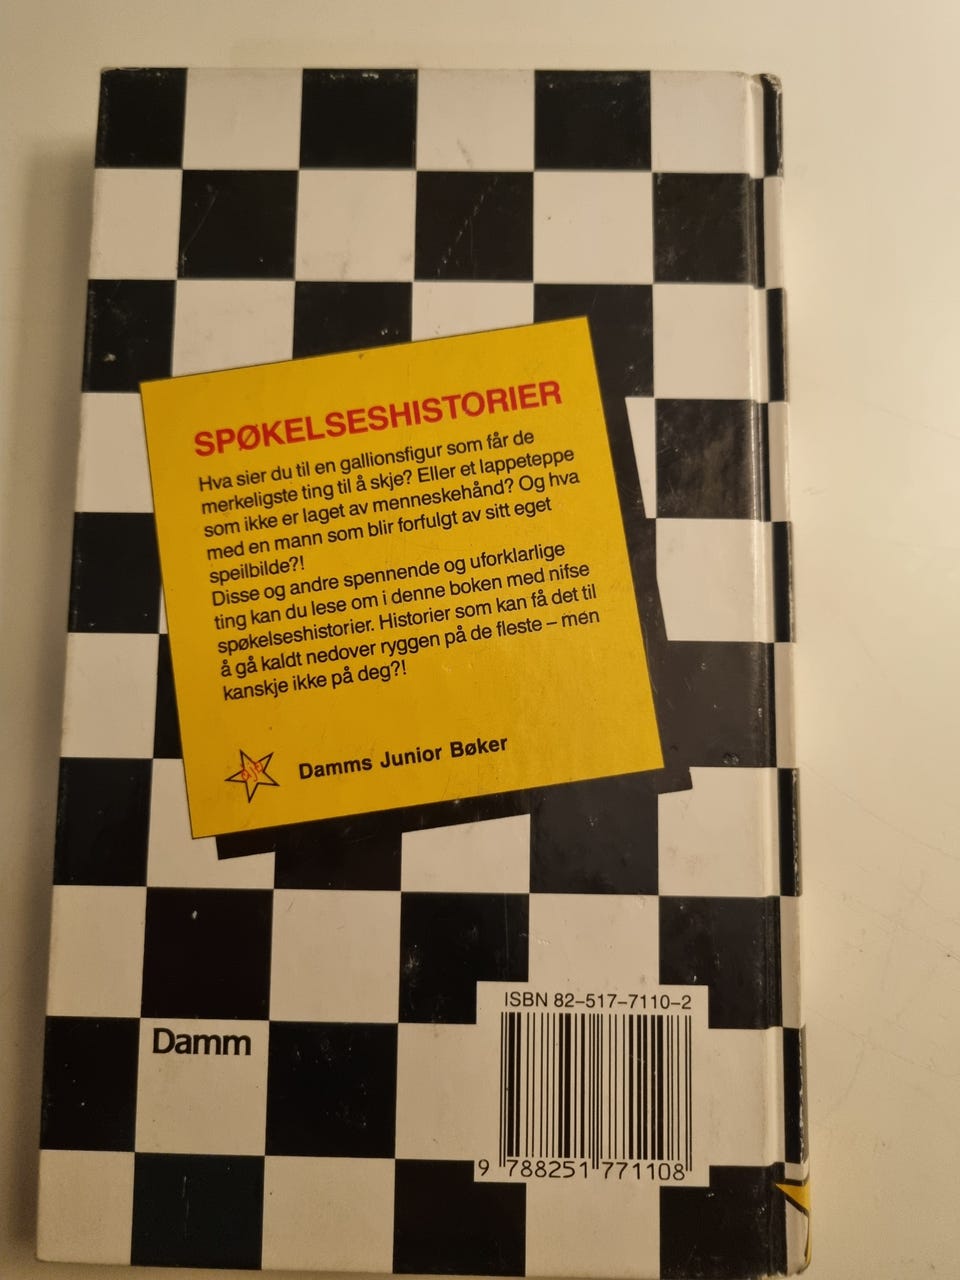 SPØKELSESHISTORIER
Hva sier du til en gallionsfigur som får de
merkeligste ting til å skje? Eller et lappeteppe
som ikke er laget av menneskehånd? Og hva
med en mann som blir forfulgt av sitt eget
speilbilde?!
Disse og andre spennende og uforklarlige
ting kan du lese om i denne boken med nifse
spøkelseshistorier. Historier som kan få det til
å gå kaldt nedover ryggen på de fleste – men
kanskje ikke på deg?!
djb
Damms Junior Bøker
ISBN 82-517-7110-2
Damm
9 788251 771108